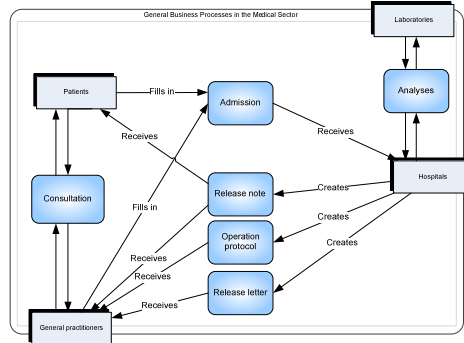 General Business Processes in the Medical Sector
Laboratories
Patients
Fills in
Admission
Analyses
Receives
Receives
Hospitals
Consultation
Release note
Creates
Fills in
Creates
Operation
protocol
Creates
Receives
Receives
Release letter
Receives
General practitioners